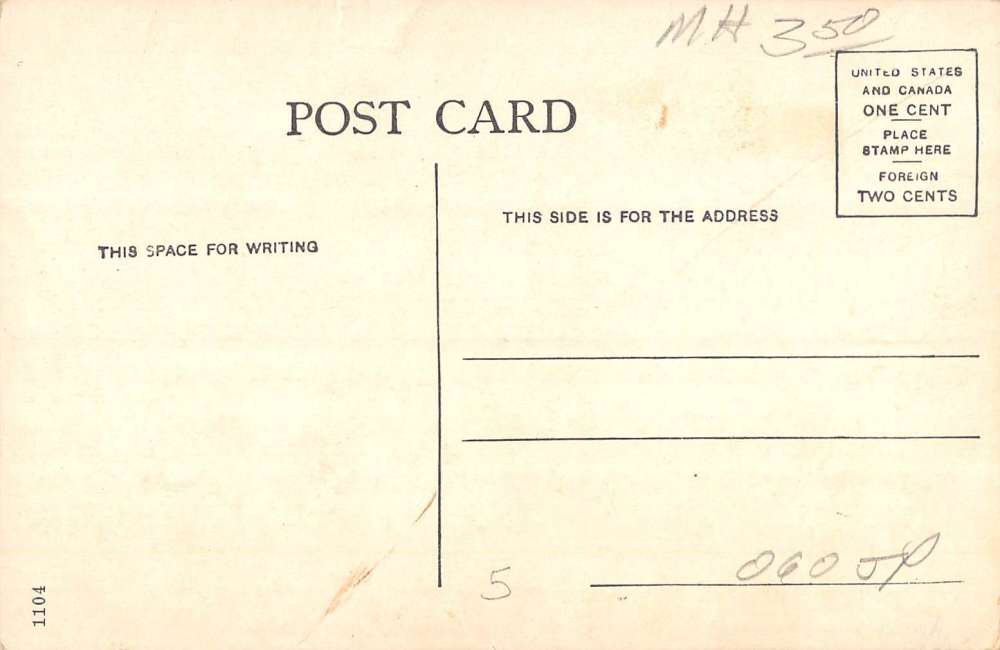 MH 350
POST CARD
UNITED STATES
AND CANADA
ONE CENT
PLACE
STAMP HERE
FOREIGN
TWO CENTS
THIS SPACE FOR WRITING
THIS SIDE IS FOR THE ADDRESS
5
1104